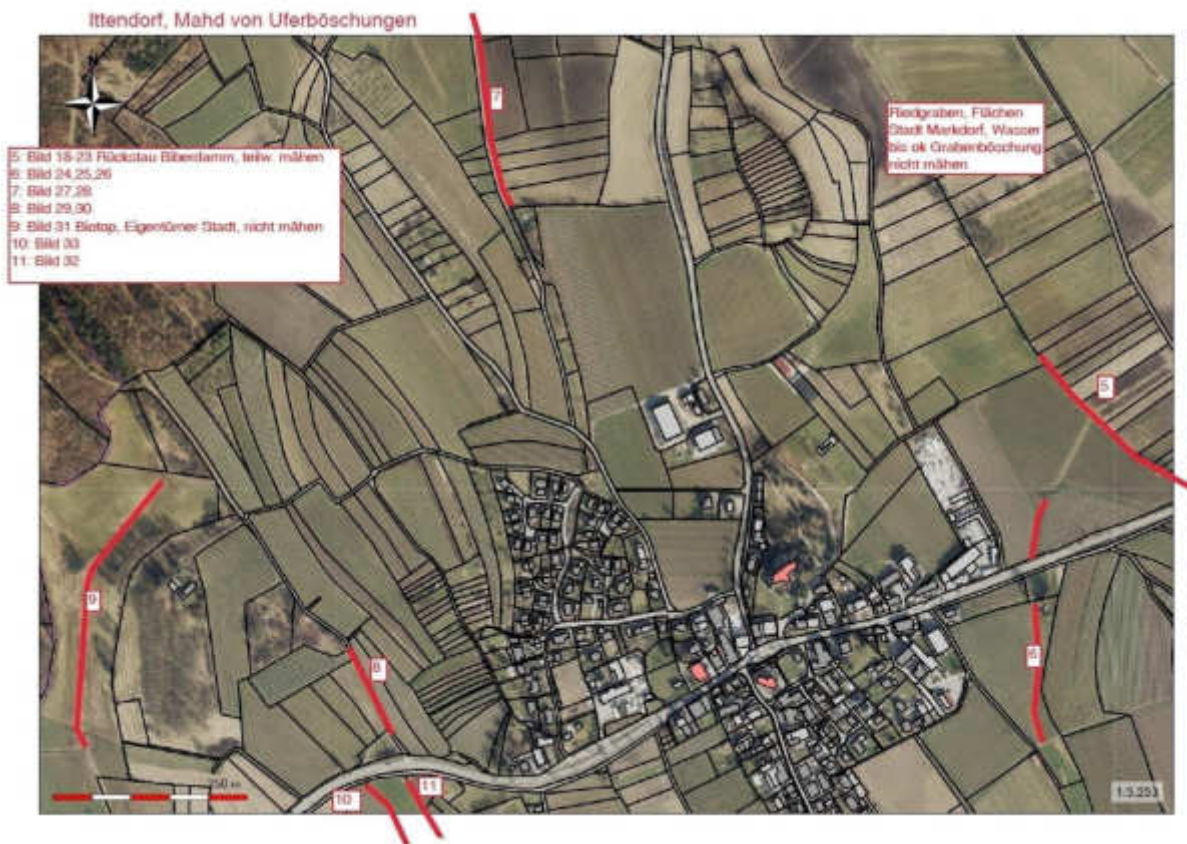 Ittendorf, Mahd von Uferböschungen
Riedgraben, Flächen
Stadt Markdorf, Wasser
bis ok Grabenböschung
nicht mähen
5: Bild 18-23 Rückstau Biberdamm, teilw. mähen
6: Bild 24,25,26
7: Bild 27,28
8: Bild 29,30
9: Bild 31 Biotop, Eigentümer Stadt, nicht mähen
10: Bild 33
11: Bild 32
7
5
9
8
6
250 m
10
11
1:5.253